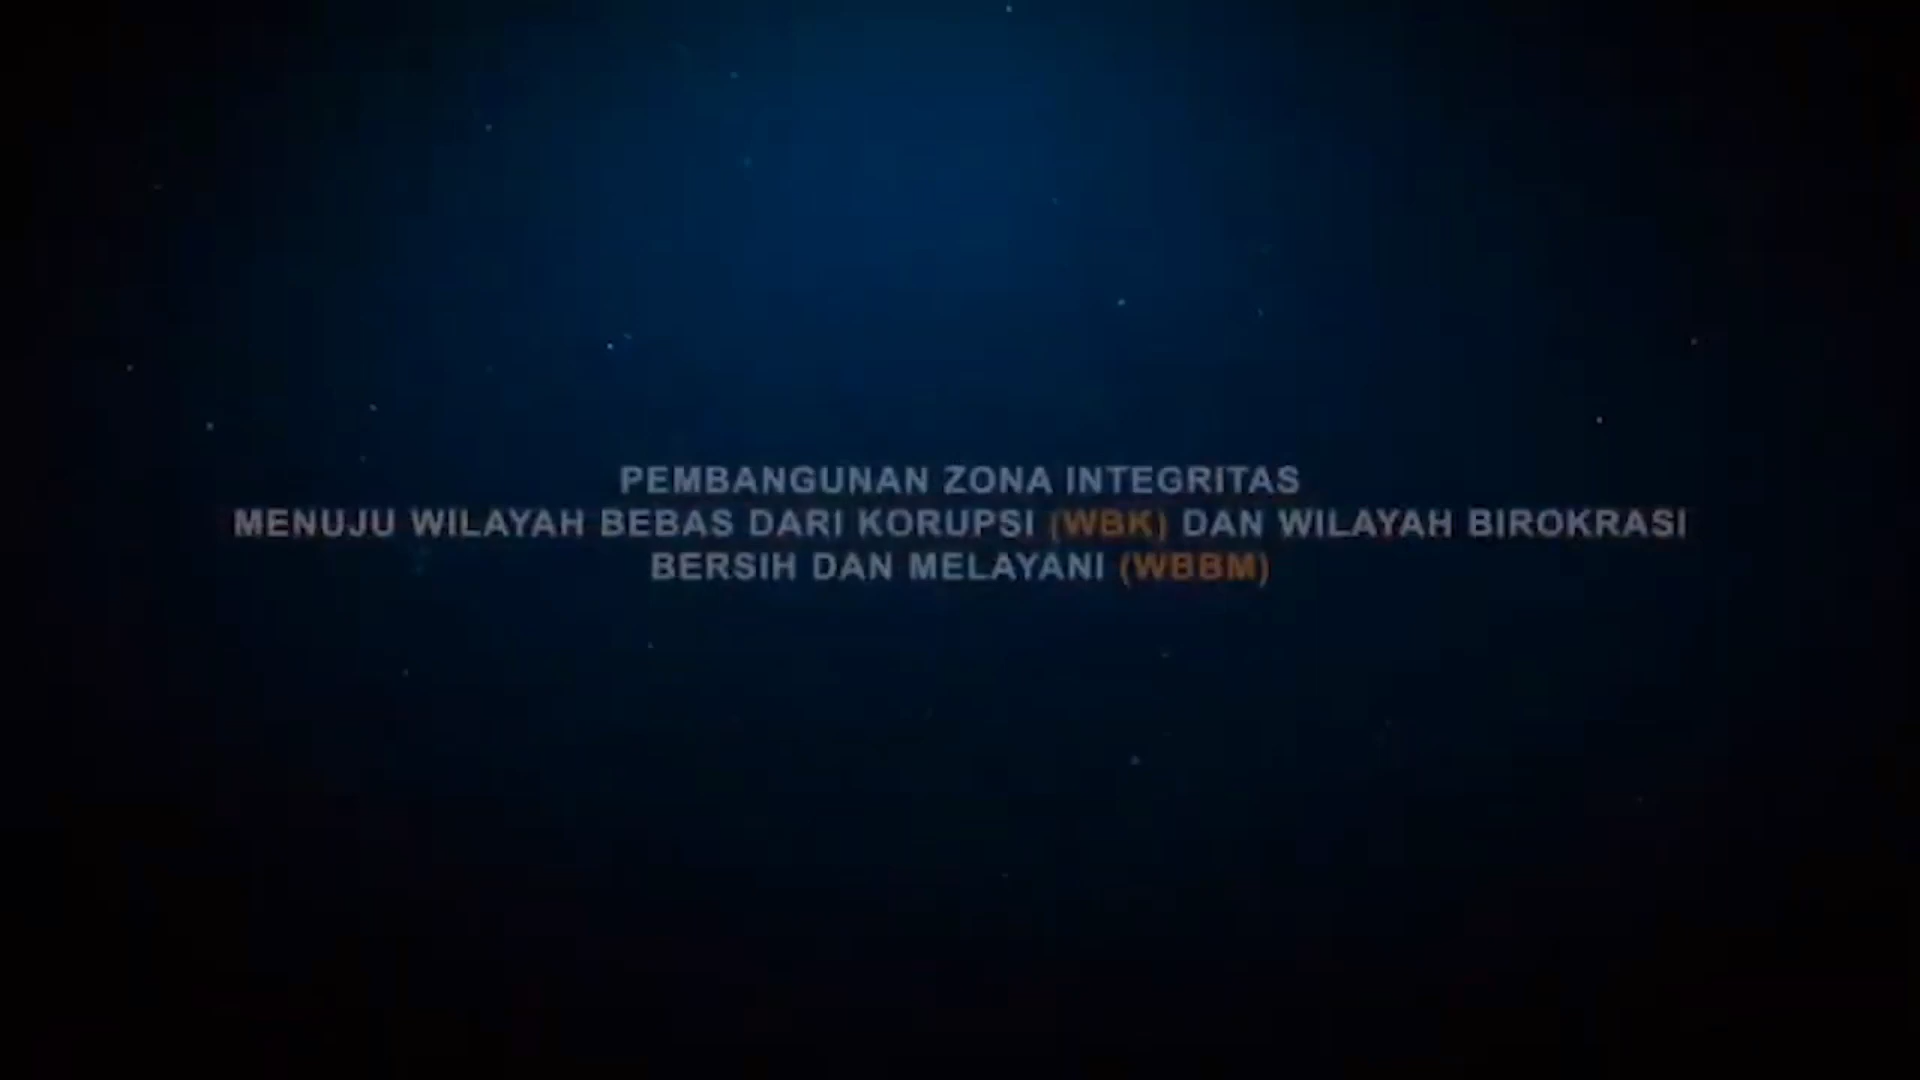 PEMBANGUNAN ZONA INTEGRITAS
MENUJU WILAYAH BEBAS DARI KORUPSI (WBK) DAN WILAYAH BIROKRASI
BERSIH DAN MELAYANI (WBBM)